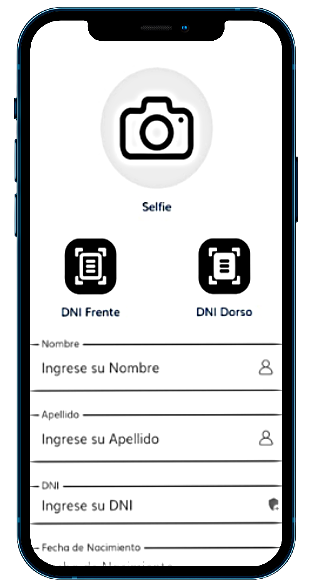 Selfie
DNI Frente
DNI Dorso
Nombre
Ingrese su Nombre
Apellido
Ingrese su Apellido
DNI
Ingrese su DNI
Fecha de Nacimiento